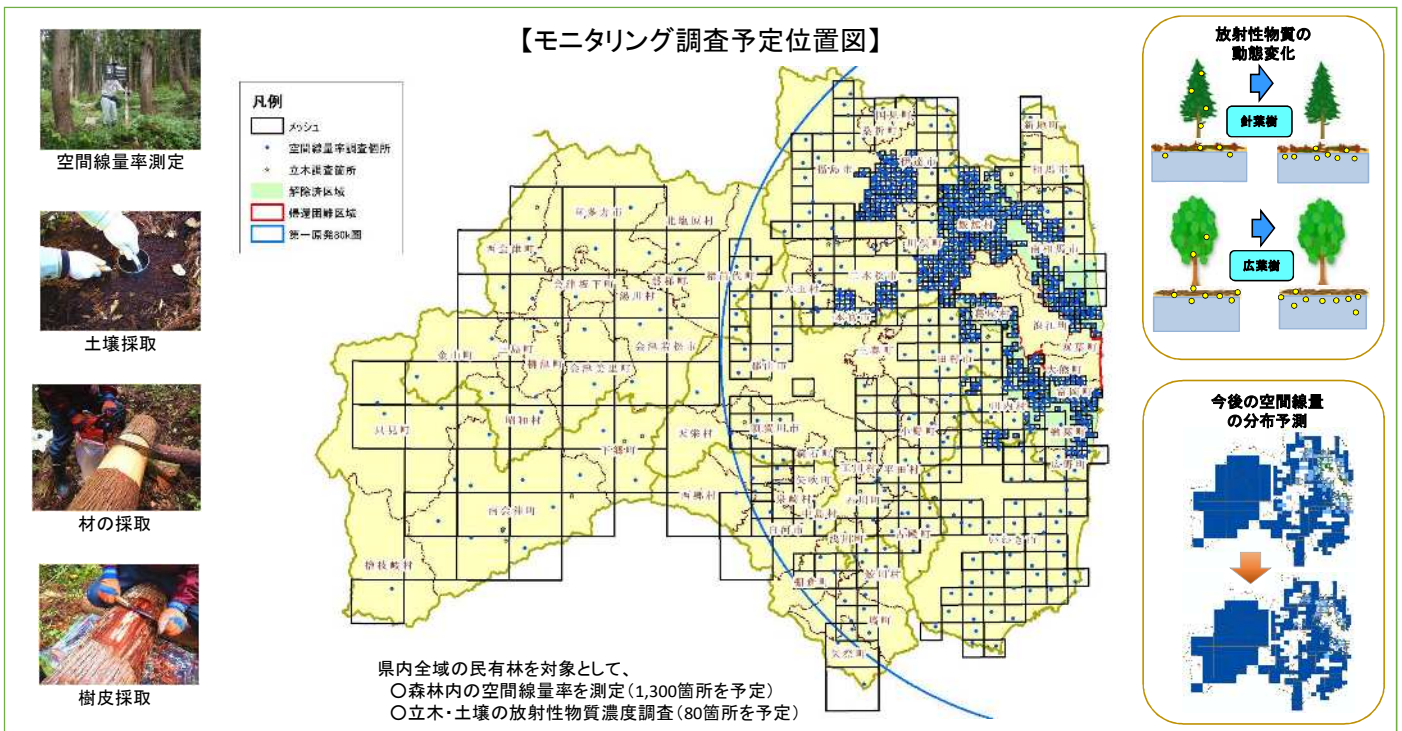 【モニタリング調査予定位置図】
空間線量率測定
土壌採取
材の採取
樹皮採取
凡例
メッシュ
空間線量率調査個所
立木調査箇所
解除済区域
帰還困難区域
第一原発80k圏
国見町
桑折町
新地町
福島市
伊達市
相馬市
喜多方市
北塩原村
飯舘村
川俣町
南相馬市
西会津町
磐梯町
猪苗代町
二本松市
会津坂下町
湯川村
大玉村
本宮市
葛尾村
浪江町
双葉町
金山町
三島町
柳津町
会津若松市
会津美里町
郡山市
三春町
田村市
大熊町
富岡町
川内村
楢葉町
只見町
昭和村
天栄村
須賀川市
小野町
広野町
下郷町
鏡石町
玉川村
平田村
矢吹町
西郷村
泉崎村
中島村
石川町
南会津町
白河市
浅川町
古殿町
いわき市
檜枝岐村
棚倉町
鮫川村
塙町
矢祭町
県内全域の民有林を対象として、
○森林内の空間線量率を測定(1,300箇所を予定)
○立木・土壌の放射性物質濃度調査(80箇所を予定)
放射性物質の
動態変化
針葉樹
広葉樹
今後の空間線量
の分布予測